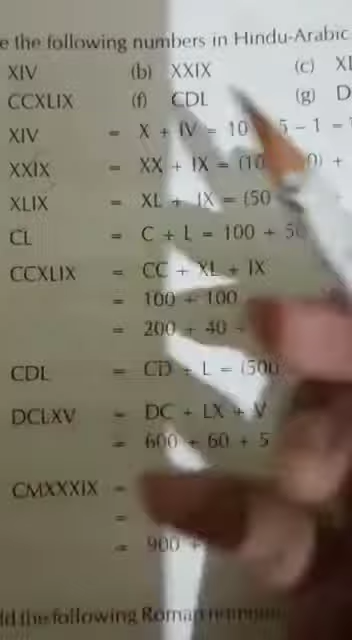 e the following numbers in Hindu-Arabic
XIV (b) XXIX (c) XL
CCXLIX (f) CDL (g) D
XIV = X + IV = 10 5 – 1 =
XXIX = XX + IX = (10 0) +
XLIX = XL + IX = (50
CL = C + L = 100 + 50
CCXLIX = CC + XL + IX
= 100 + 100
= 200 + 40 +
CDL = CD + L = (500
DCLXV = DC + LX + V
= 600 + 60 + 5
CMXXXIX =
=
= 900 +
ld the following Roman